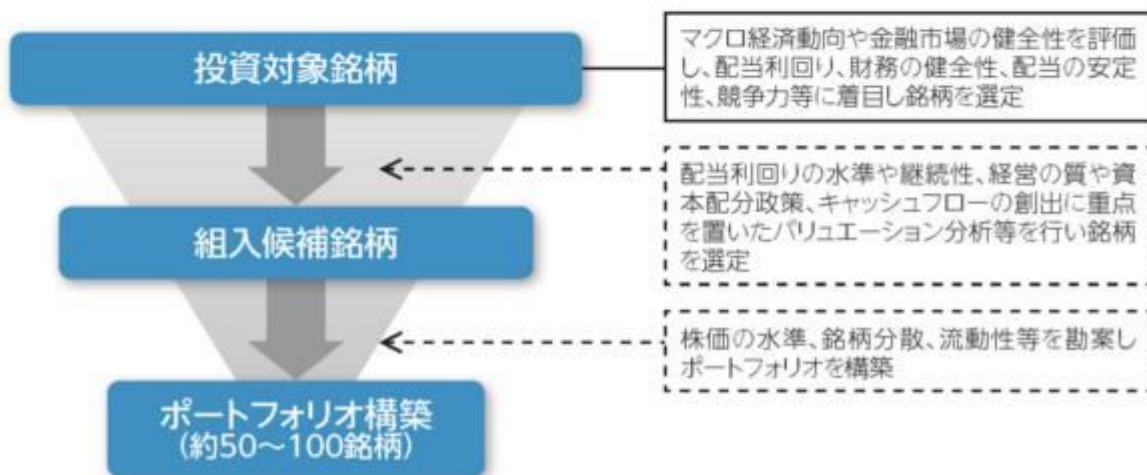 投資対象銘柄
マクロ経済動向や金融市場の健全性を評価
し、配当利回り、財務の健全性、配当の安定
性、競争力等に着目し銘柄を選定
配当利回りの水準や継続性、経営の質や資
本配分政策、キャッシュフローの創出に重点
を置いたバリュエーション分析等を行い銘柄
を選定
組入候補銘柄
株価の水準、銘柄分散、流動性等を勘案し
ポートフォリオを構築
ポートフォリオ構築
(約50～100銘柄)